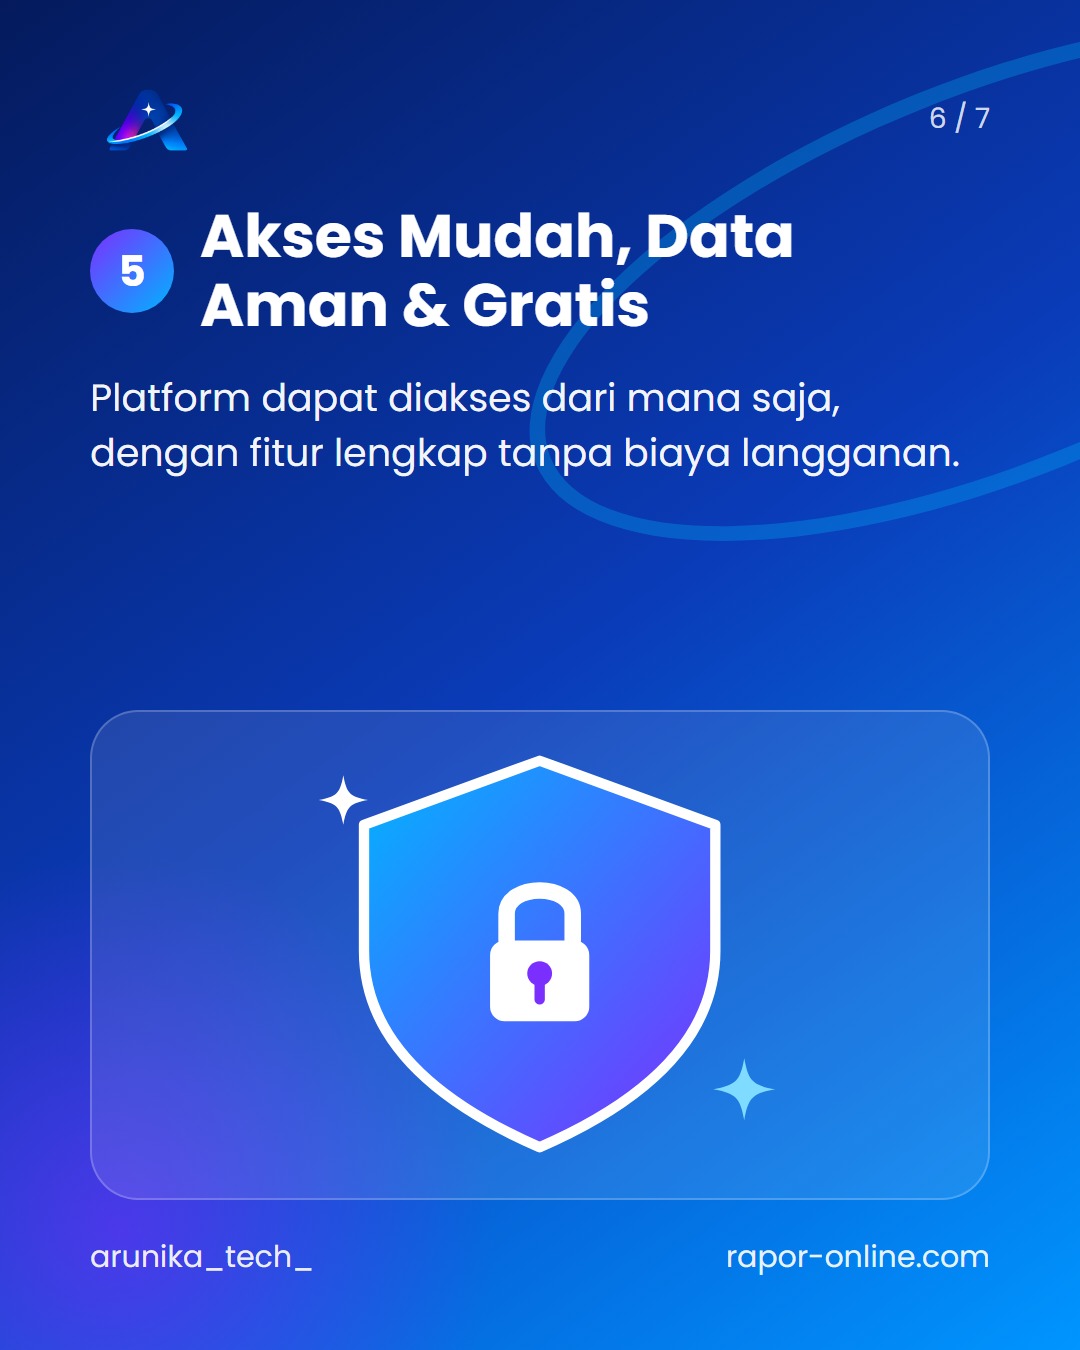 6 / 7
5
Akses Mudah, Data
Aman & Gratis
Platform dapat diakses dari mana saja,
dengan fitur lengkap tanpa biaya langganan.
arunika_tech_
rapor-online.com